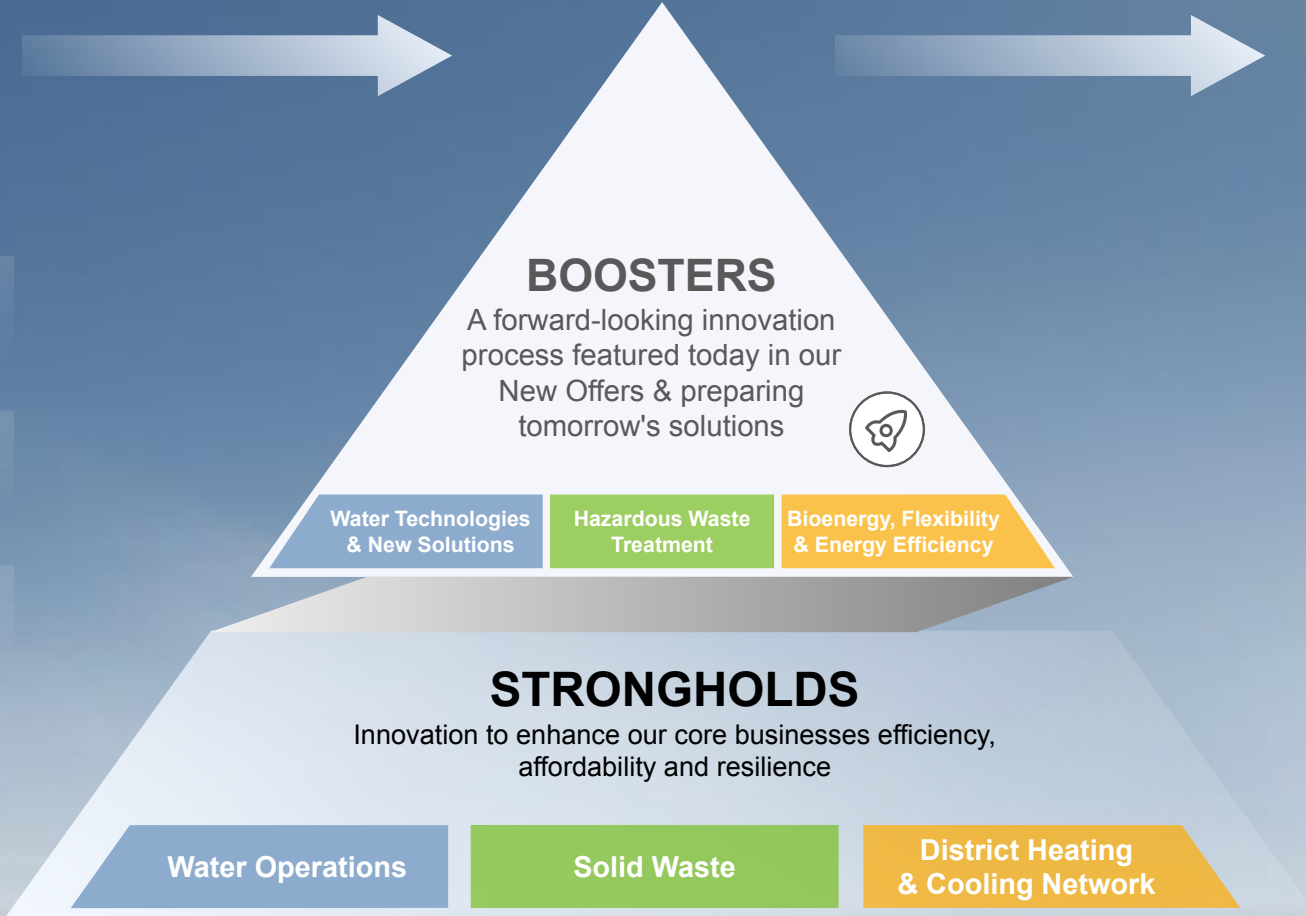 BOOSTERS
A forward-looking innovation
process featured today in our
New Offers & preparing
tomorrow's solutions
Water Technologies
& New Solutions
Hazardous Waste
Treatment
Bioenergy, Flexibility
& Energy Efficiency
STRONGHOLDS
Innovation to enhance our core businesses efficiency,
affordability and resilience
Water Operations
Solid Waste
District Heating
& Cooling Network